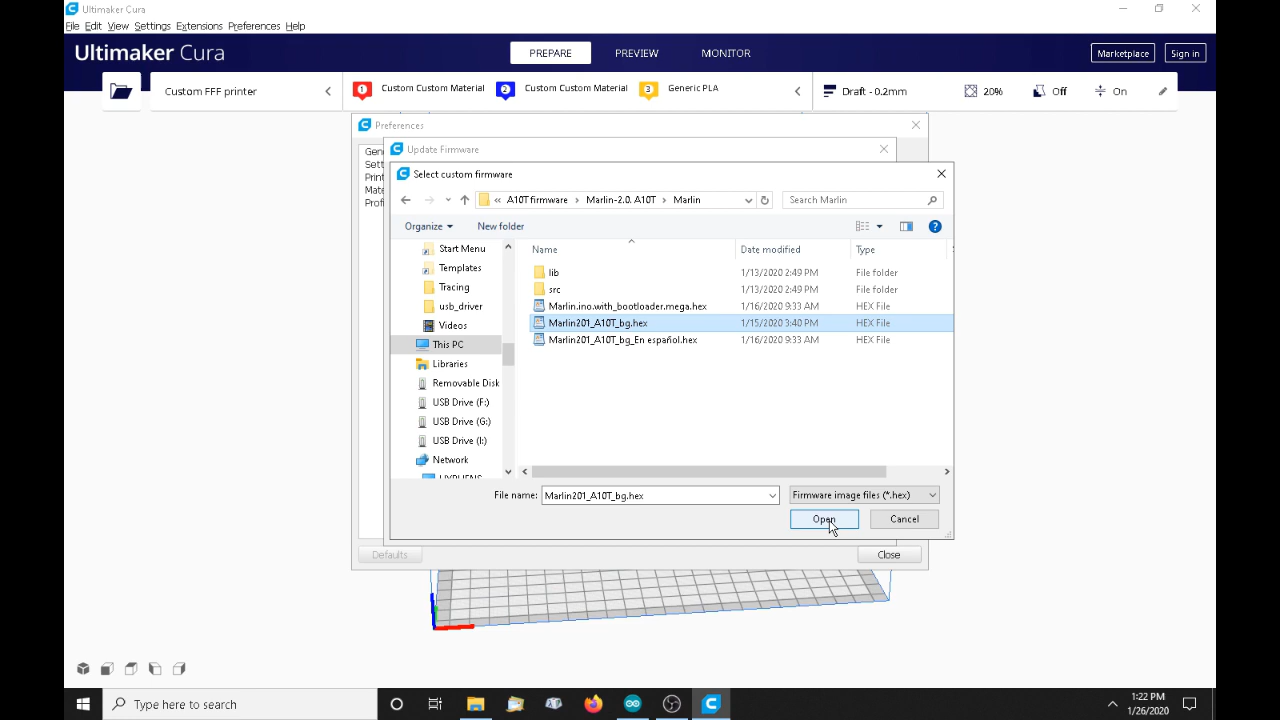 Ultimaker Cura
File Edit View Settings Extensions Preferences Help
Ultimaker Cura
PREPARE PREVIEW MONITOR
Marketplace Sign in
Custom FFF printer
1 Custom Custom Material 2 Custom Custom Material 3 Generic PLA
Draft - 0.2mm 20% Off On
Preferences
Update Firmware
Select custom firmware
« A10T firmware › Marlin-2.0. A10T › Marlin
Search Marlin
Organize New folder
Name Date modified Type
Start Menu
Templates
Tracing
usb_driver
Videos
This PC
Libraries
Removable Disk
USB Drive (F:)
USB Drive (G:)
USB Drive (I:)
Network
lib 1/13/2020 2:49 PM File folder
src 1/13/2020 2:49 PM File folder
Marlin.ino.with_bootloader.mega.hex 1/16/2020 9:33 AM HEX File
Marlin201_A10T_bg.hex 1/15/2020 3:40 PM HEX File
Marlin201_A10T_bg_En español.hex 1/16/2020 9:33 AM HEX File
File name: Marlin201_A10T_bg.hex Firmware image files (*.hex)
Open Cancel
Defaults Close
Type here to search
1:22 PM
1/26/2020